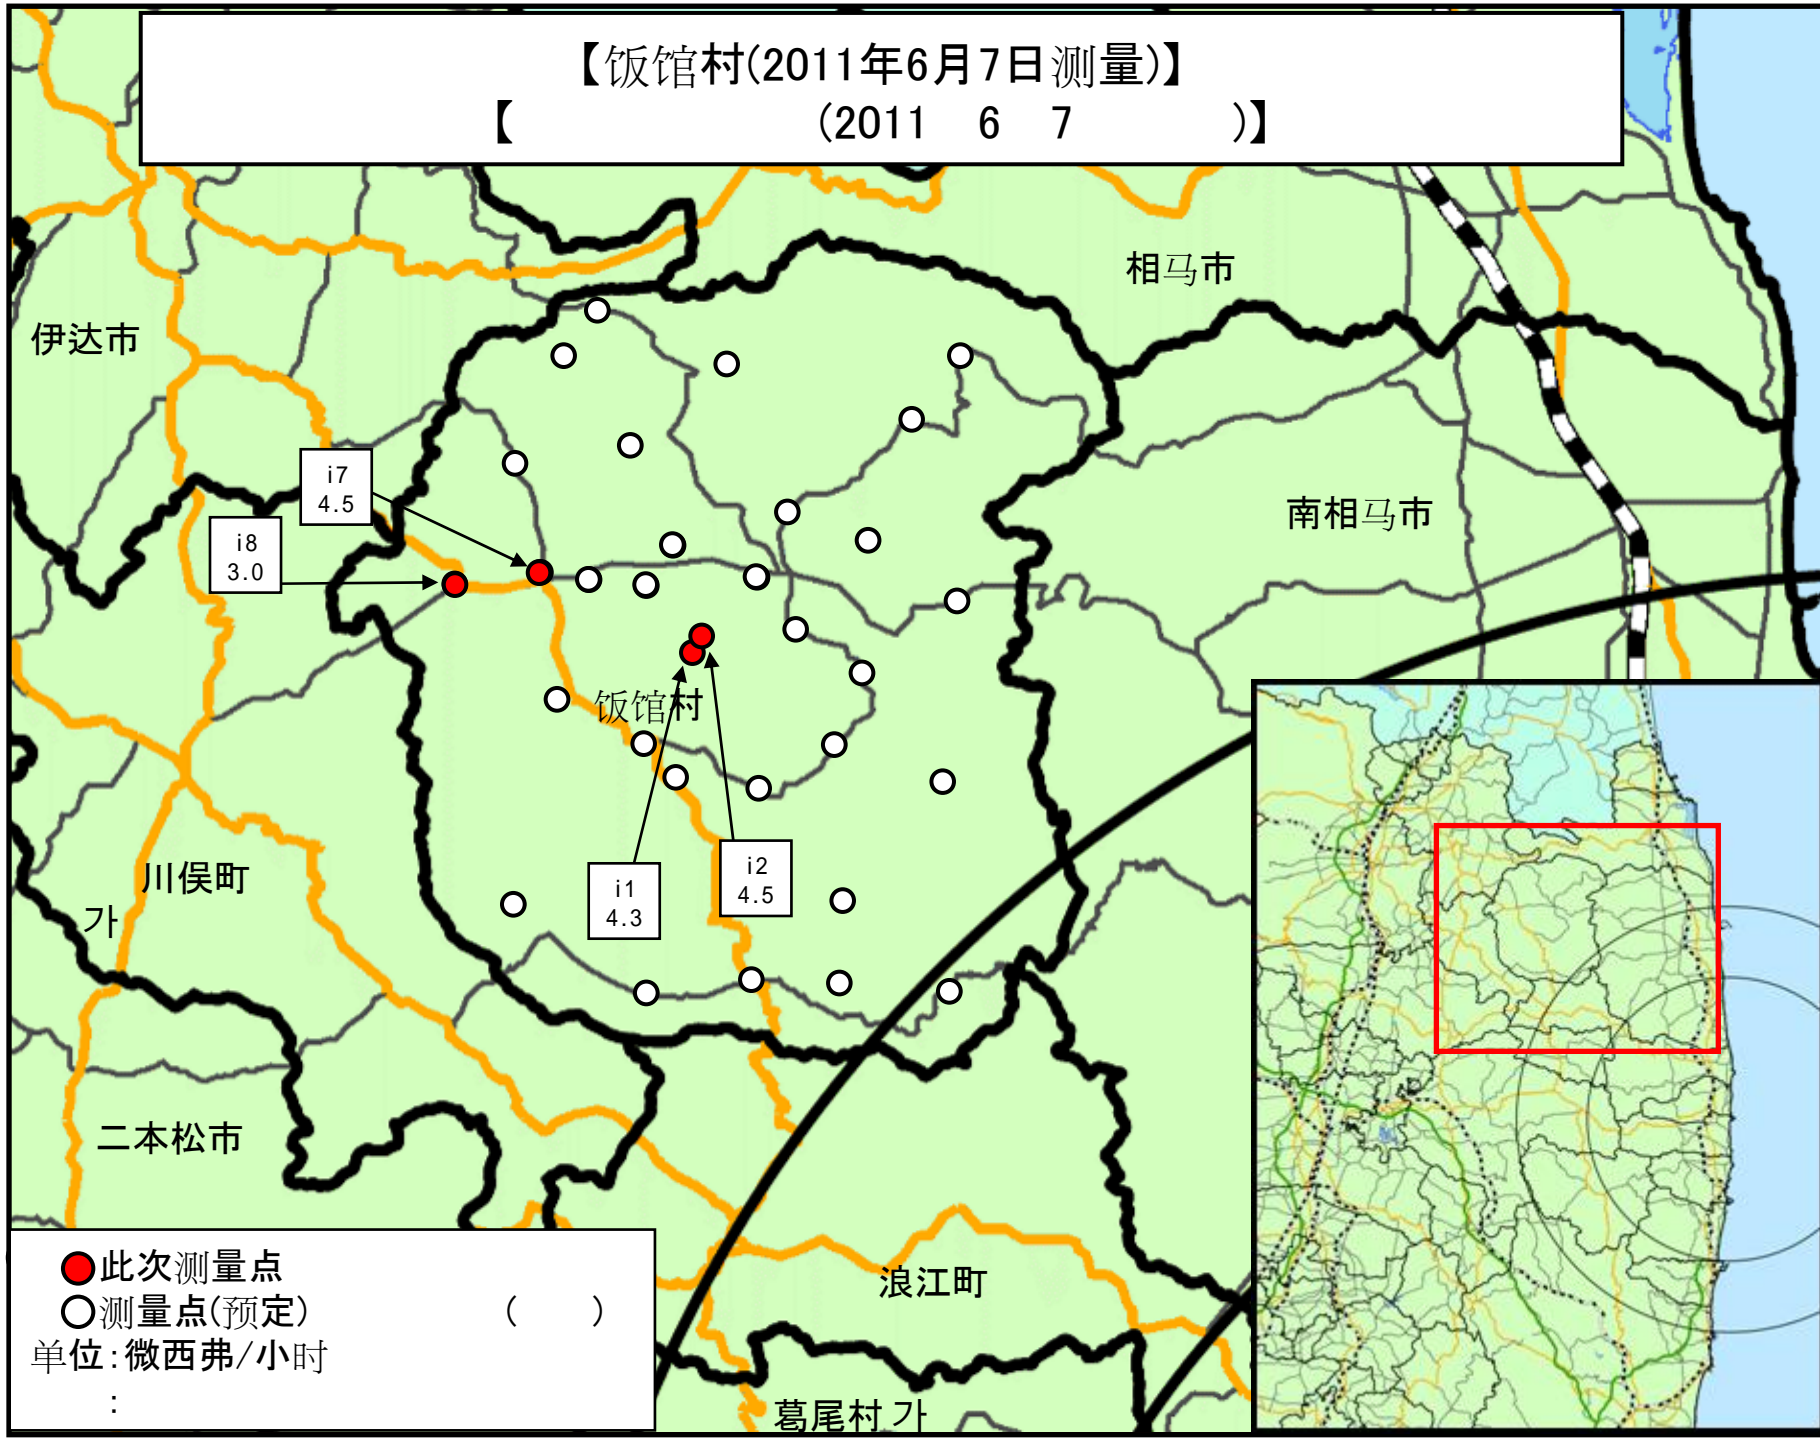 【饭馆村(2011年6月7日测量)】
【 (2011 6 7 )】
相马市
伊达市
i7
4.5
南相马市
i8
3.0
饭馆村
川俣町
가
i1
4.3
i2
4.5
二本松市
此次测量点
测量点(预定) ( )
单位:微西弗/小时
:
浪江町
葛尾村 가